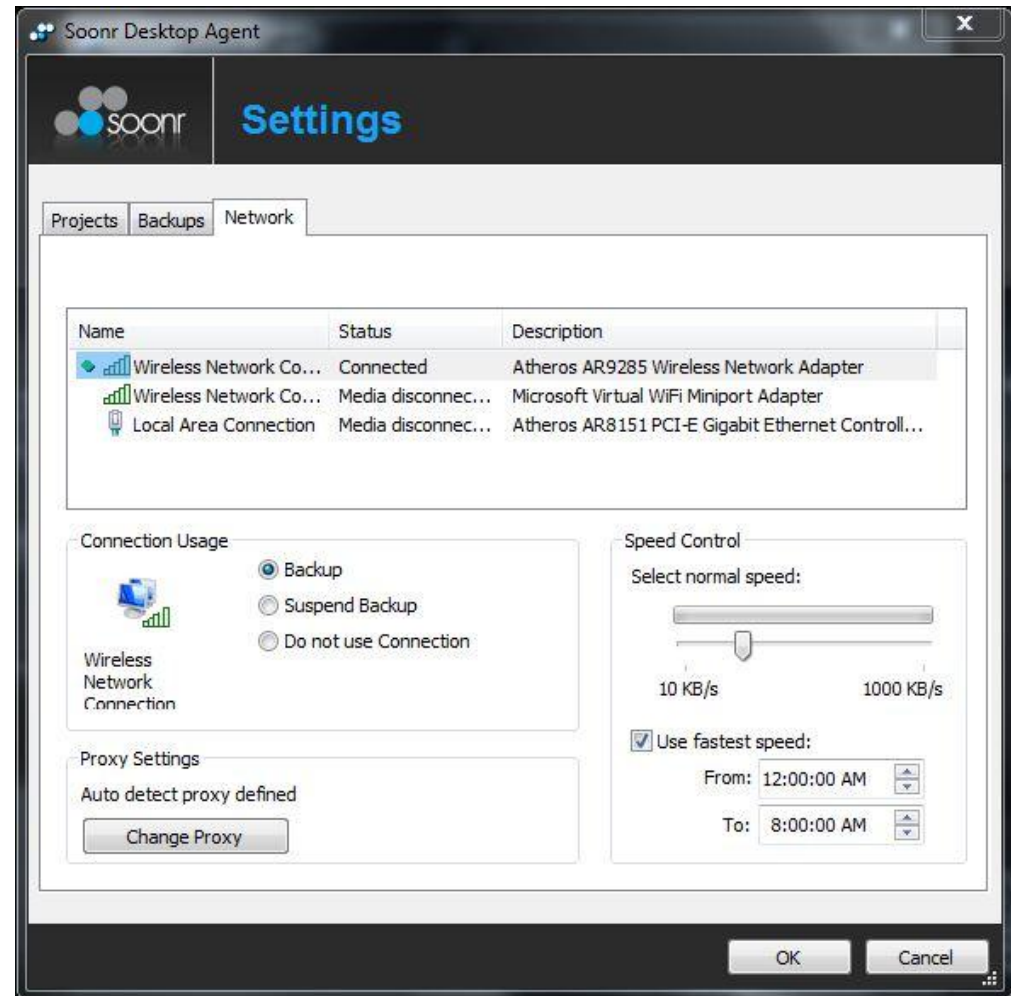 Soonr Desktop Agent
X
soonr
Settings
Projects Backups Network
Name Status Description
Wireless Network Co... Connected Atheros AR9285 Wireless Network Adapter
Wireless Network Co... Media disconnec... Microsoft Virtual WiFi Miniport Adapter
Local Area Connection Media disconnec... Atheros AR8151 PCI-E Gigabit Ethernet Controll...
Connection Usage
Backup
Suspend Backup
Do not use Connection
Wireless
Network
Connection
Proxy Settings
Auto detect proxy defined
Change Proxy
Speed Control
Select normal speed:
10 KB/s 1000 KB/s
Use fastest speed:
From: 12:00:00 AM
To: 8:00:00 AM
OK Cancel